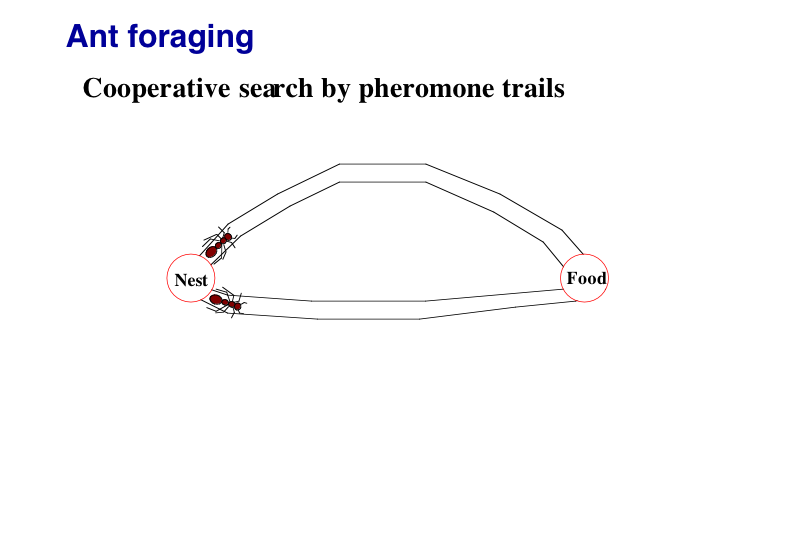 Ant foraging
Cooperative search by pheromone trails
Nest
Food